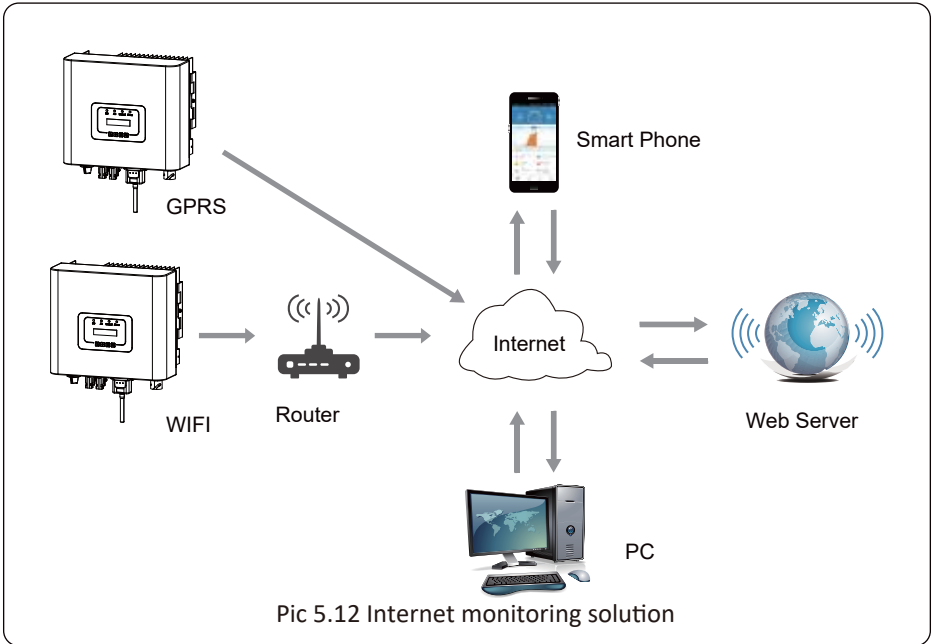 Smart Phone
GPRS
Internet
WIFI
Router
Web Server
PC
Pic 5.12 Internet monitoring solution